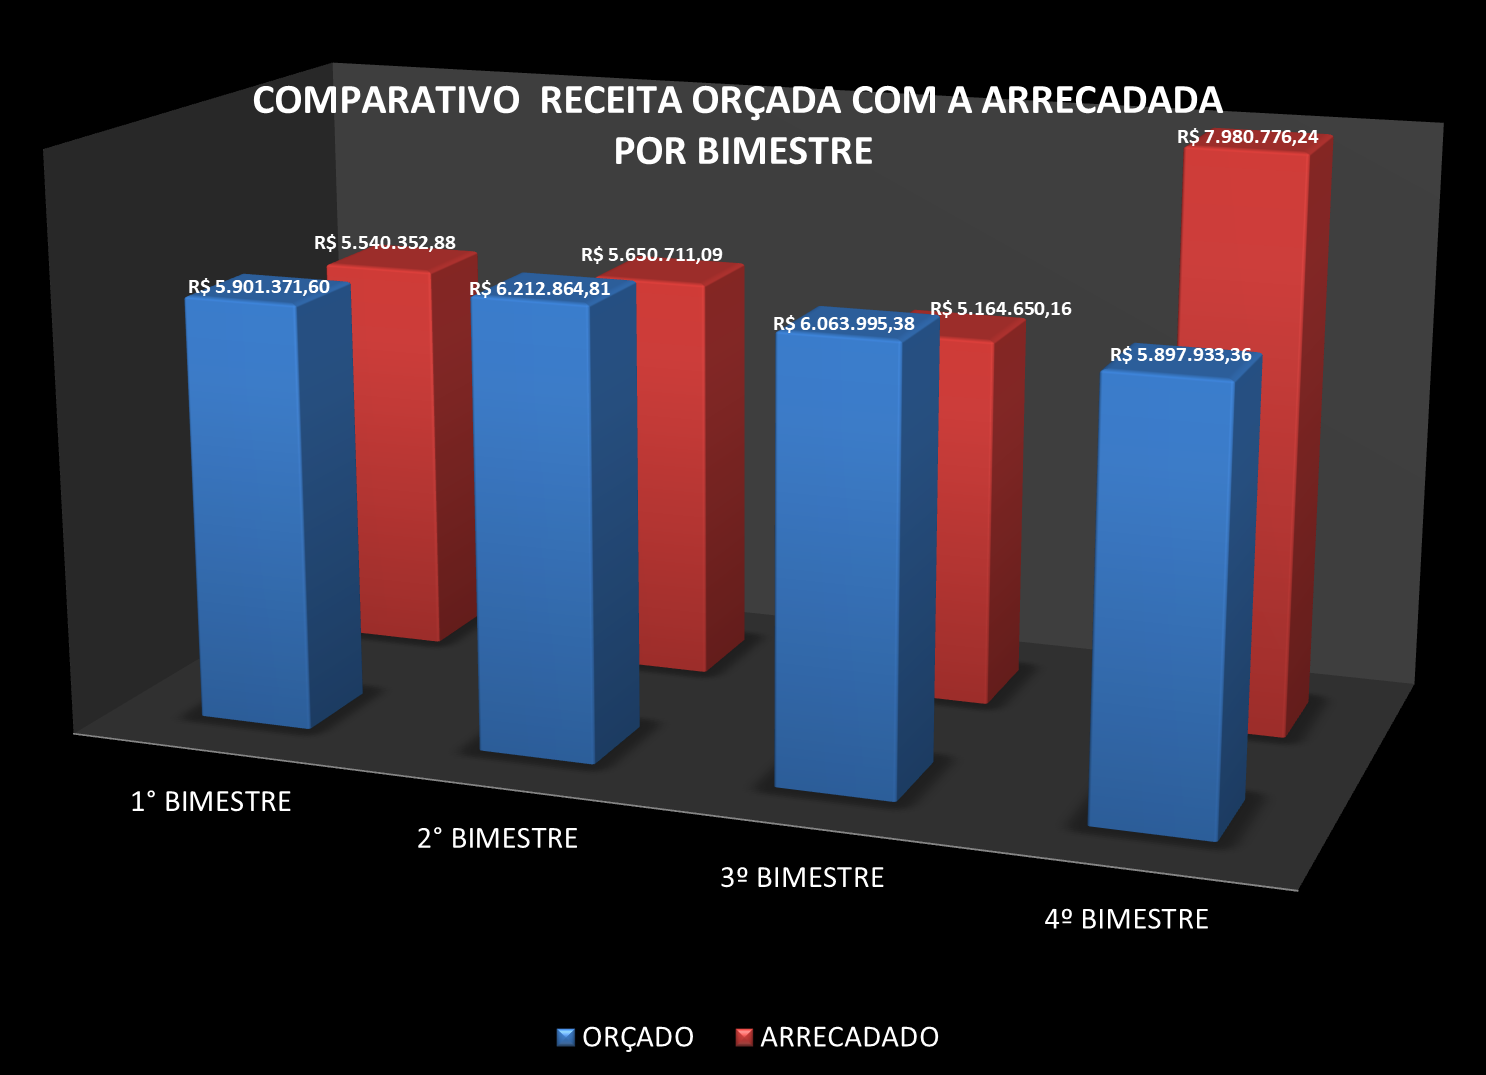 COMPARATIVO  RECEITA ORÇADA COM A ARRECADADA
POR BIMESTRE
R$ 7.980.776,24
R$ 5.540.352,88
R$ 5.650.711,09
R$ 5.901.371,60
R$ 6.212.864,81
R$ 5.164.650,16
R$ 6.063.995,38
R$ 5.897.933,36
1° BIMESTRE
2° BIMESTRE
3º BIMESTRE
4º BIMESTRE
ORÇADO
ARRECADADO